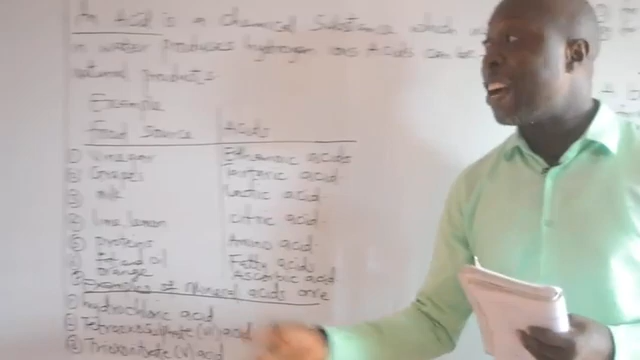 An Acid is a Chemical Substance which
in water Produces hydrogen ions Acids can be
natural products
Example
Food Source Acids
① Vinegar Ethanoic acids
② Grapes Tartaric acid
③ milk Lactic acid
④ lime/lemon citric acid
⑤ proteins Amino acid
⑥ fat and oil Fatty acids
⑦ orange ascorbic acid
Examples of Mineral acids are
① hydrochloric acid
② Tetraoxosulphate (VI) acid
③ Trioxonitrate (V) acid